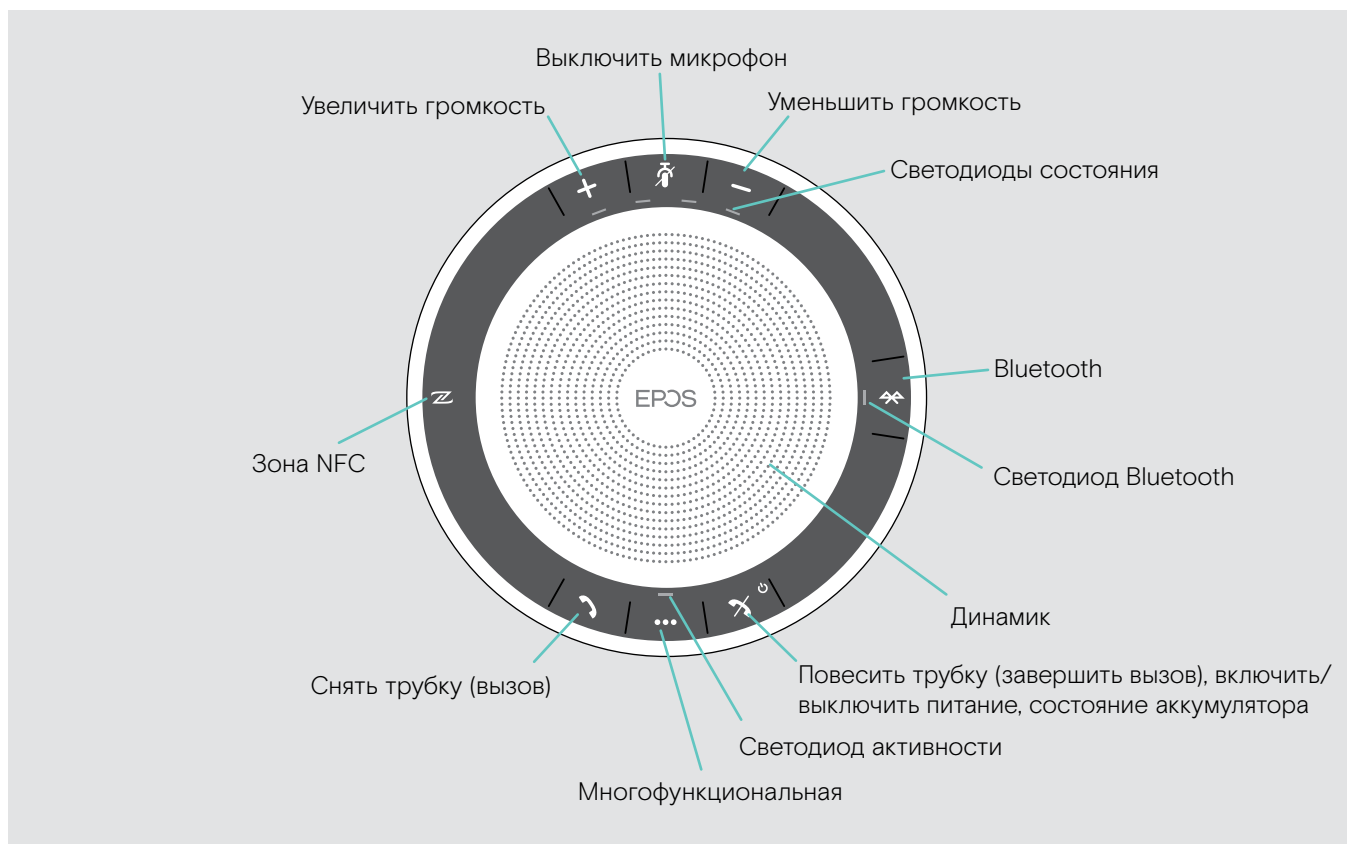 Выключить микрофон
Увеличить громкость
Уменьшить громкость
Светодиоды состояния
Bluetooth
EPOS
Зона NFC
Светодиод Bluetooth
Динамик
Снять трубку (вызов)
Повесить трубку (завершить вызов), включить/
выключить питание, состояние аккумулятора
Светодиод активности
Многофункциональная